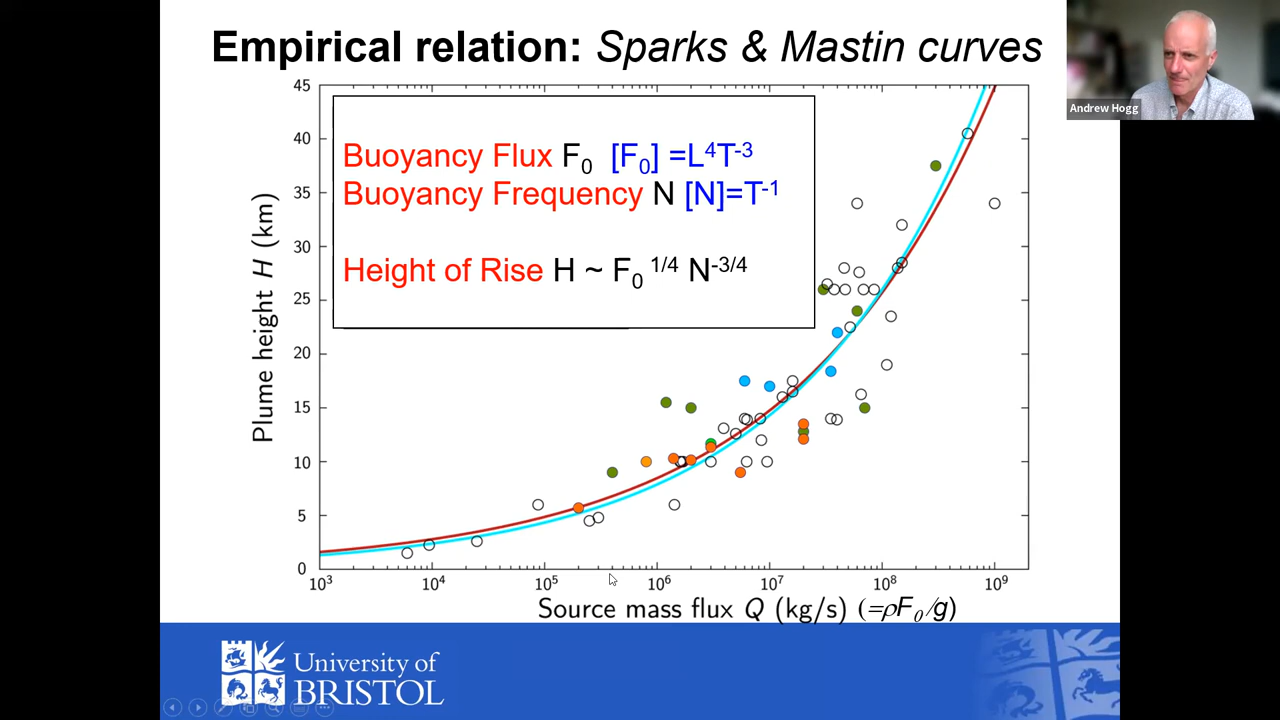 Empirical relation: Sparks & Mastin curves
Andrew Hogg
Buoyancy Flux F₀ [F₀] =L⁴T⁻³
Buoyancy Frequency N [N]=T⁻¹
Height of Rise H ~ F₀ ¹/⁴ N⁻³/⁴
Plume height H (km)
45
40
35
30
25
20
15
10
5
0
10³ 10⁴ 10⁵ 10⁶ 10⁷ 10⁸ 10⁹
Source mass flux Q (kg/s) (=ρF₀/g)
University of
BRISTOL